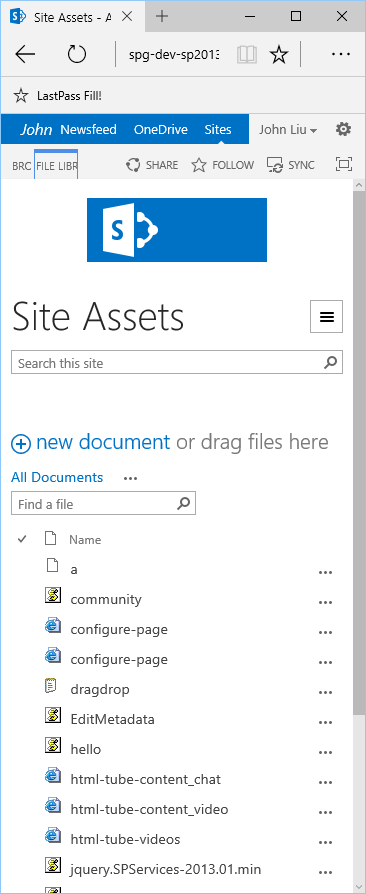 Site Assets - A
spg-dev-sp2013
LastPass Fill!
John Newsfeed OneDrive Sites John Liu
BRC FILE LIBR SHARE FOLLOW SYNC
S
Site Assets
Search this site
new document or drag files here
All Documents ...
Find a file
Name
a ...
community ...
configure-page ...
configure-page ...
dragdrop ...
EditMetadata ...
hello ...
html-tube-content_chat ...
html-tube-content_video ...
html-tube-videos ...
jquery.SPServices-2013.01.min ...